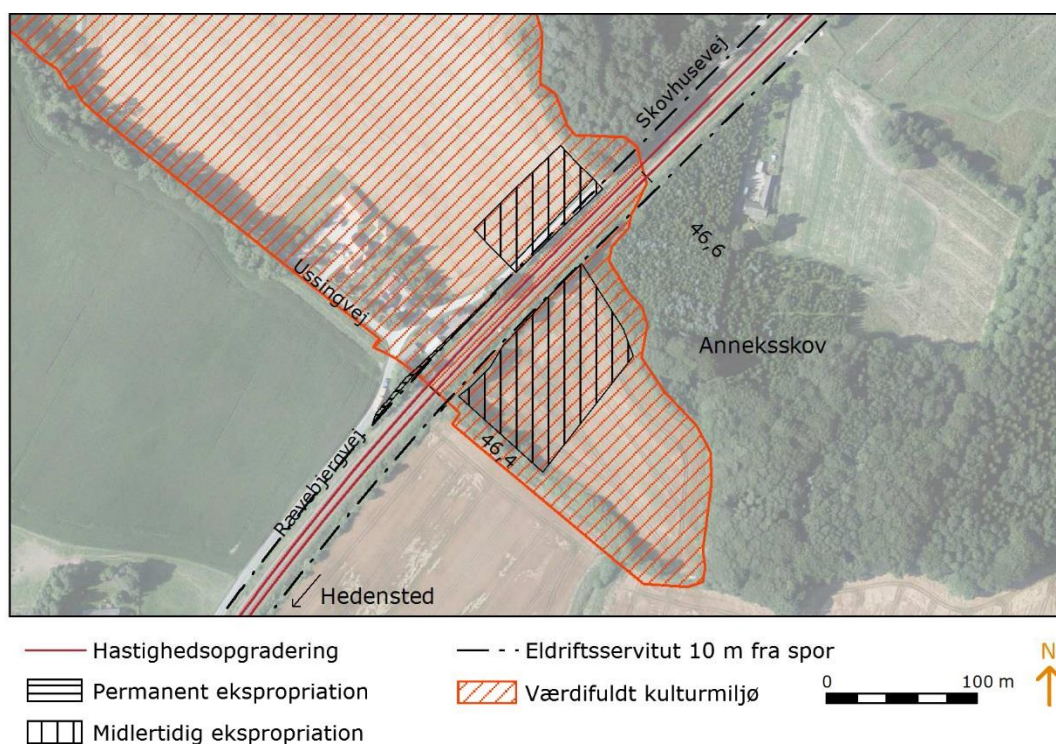 Skovhusevej
46,6
Ussingvej
Anneksskov
46,4
Rævebjergvej
Hedensted
Hastighedsopgradering
Permanent ekspropriation
Midlertidig ekspropriation
Eldriftsservitut 10 m fra spor
Værdifuldt kulturmiljø
0 100 m
N